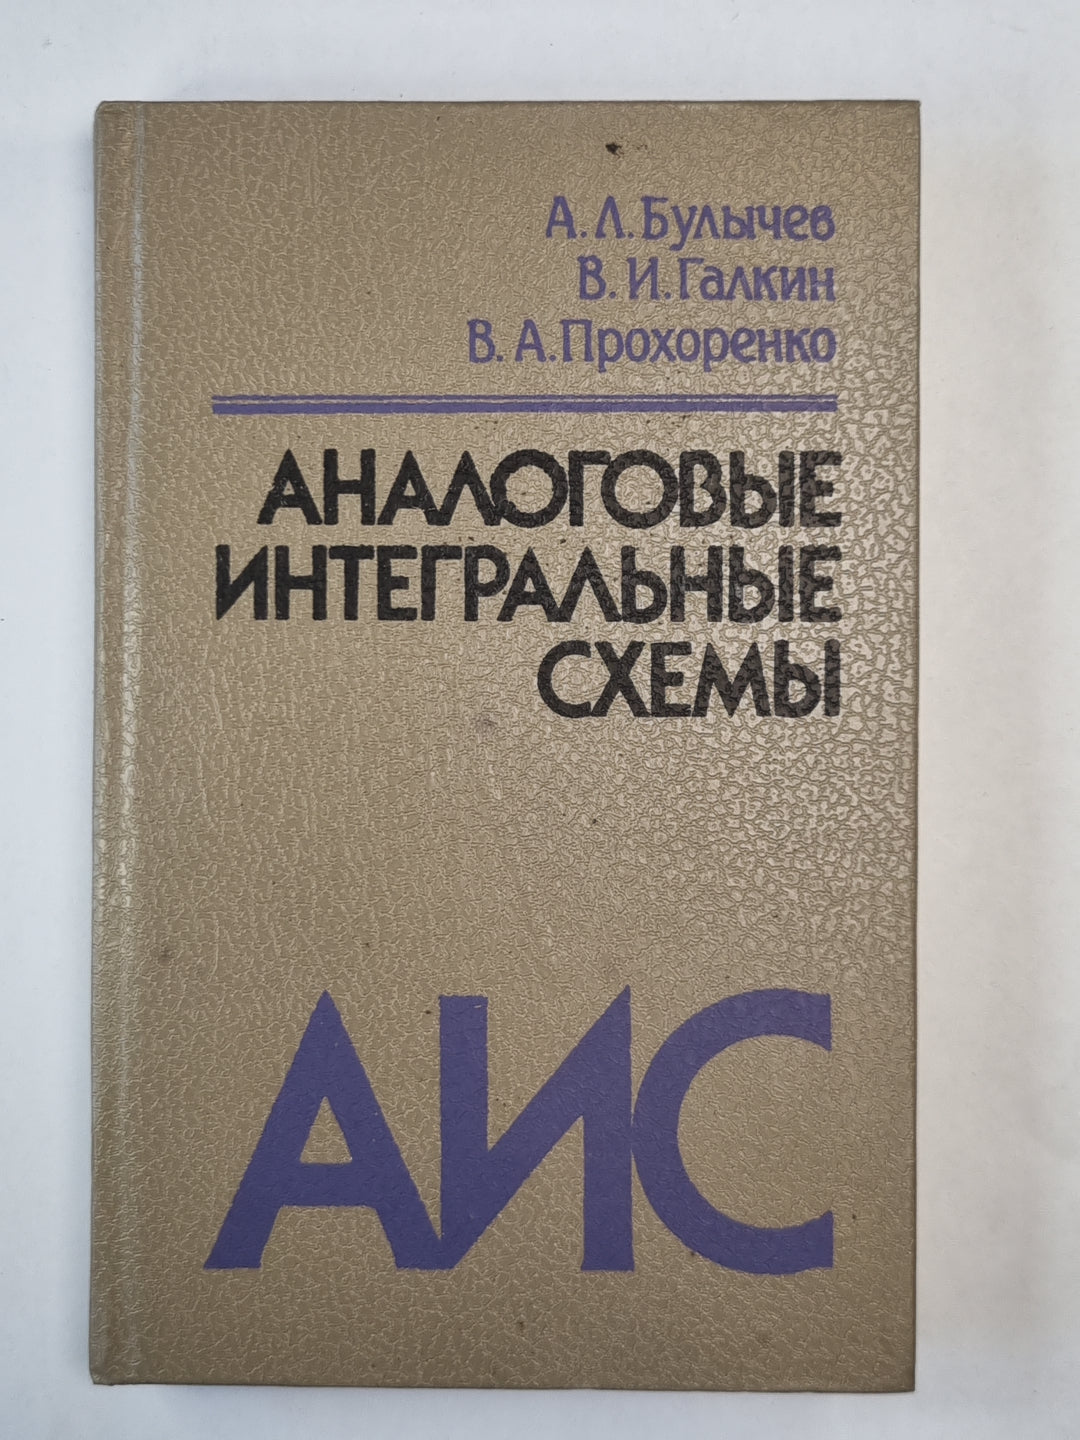 А. Л. Булычев
В. И. Галкин
В. А. Прохоренко
АНАЛОГОВЫЕ
ИНТЕГРАЛЬНЫЕ
СХЕМЫ
АИС